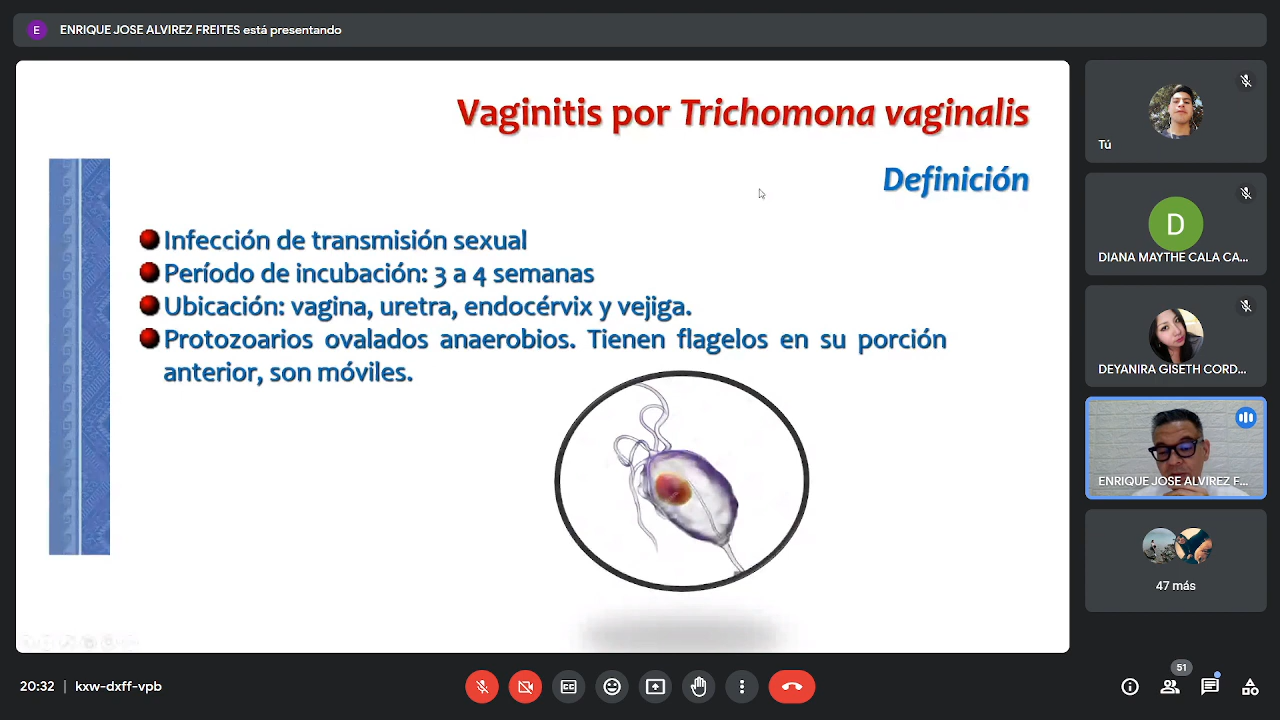 E
ENRIQUE JOSE ALVIREZ FREITES está presentando
Vaginitis por Trichomona vaginalis
Definición
Infección de transmisión sexual
Período de incubación: 3 a 4 semanas
Ubicación: vagina, uretra, endocérvix y vejiga.
Protozoarios ovalados anaerobios. Tienen flagelos en su porción
anterior, son móviles.
Tú
D
DIANA MAYTHE CALA CA...
DEYANIRA GISETH CORD...
ENRIQUE JOSE ALVIREZ F...
47 más
20:32 | kxw-dxff-vpb
51